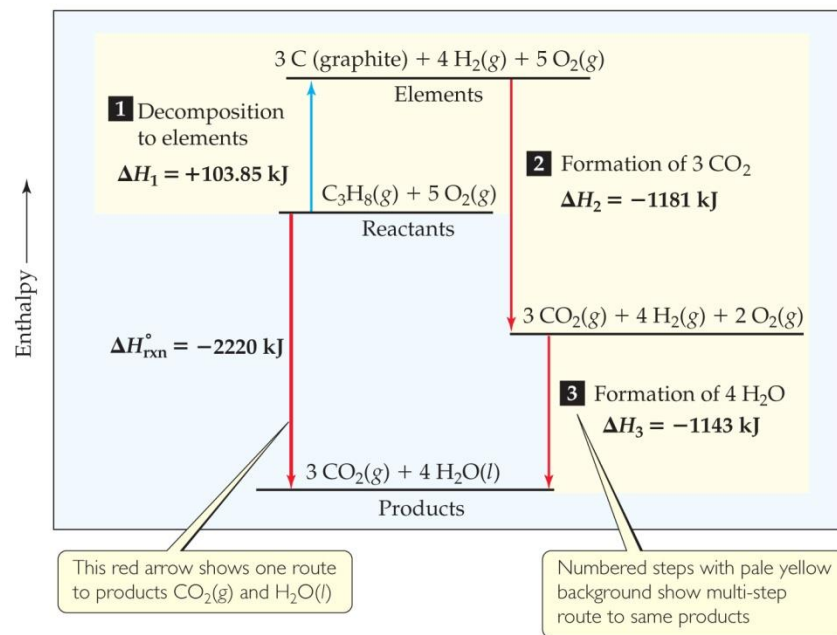 3 C (graphite) + 4 H₂(g) + 5 O₂(g)
Elements
1 Decomposition
to elements
ΔH₁ = +103.85 kJ
C₃H₈(g) + 5 O₂(g)
Reactants
2 Formation of 3 CO₂
ΔH₂ = −1181 kJ
Enthalpy
3 CO₂(g) + 4 H₂(g) + 2 O₂(g)
ΔH°rxn = −2220 kJ
3 Formation of 4 H₂O
ΔH₃ = −1143 kJ
3 CO₂(g) + 4 H₂O(l)
Products
This red arrow shows one route
to products CO₂(g) and H₂O(l)
Numbered steps with pale yellow
background show multi-step
route to same products